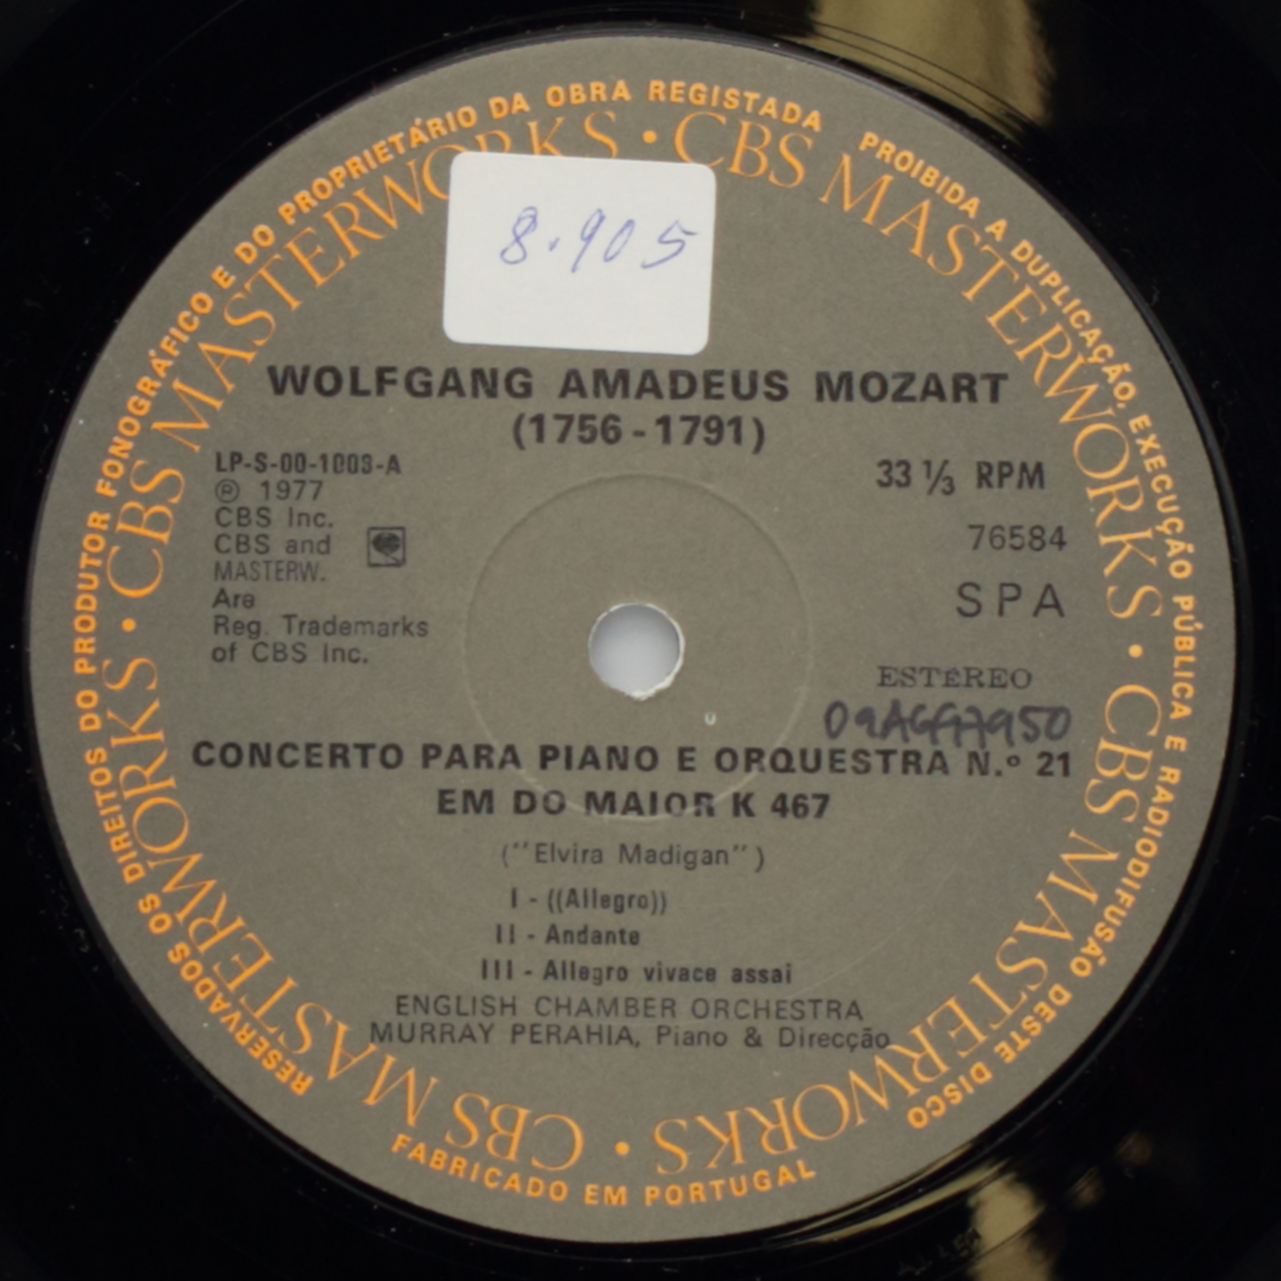 RESERVADOS OS DIREITOS DO PRODUTOR FONOGRÁFICO E DO PROPRIETÁRIO DA OBRA REGISTADA PROIBIDA A DUPLICAÇÃO, EXECUÇÃO PÚBLICA E RADIODIFUSÃO DESTE DISCO
CBS MASTERWORKS · CBS MASTERWORKS · CBS MASTERWORKS · CBS MASTERWORKS
8.905
WOLFGANG AMADEUS MOZART
(1756-1791)
LP-S-00-1003-A
℗ 1977
CBS Inc.
CBS and
MASTERW.
Are
Reg. Trademarks
of CBS Inc.
33 1/3 RPM
76584
SPA
ESTÉREO
CONCERTO PARA PIANO E ORQUESTRA N.º 21
EM DO MAIOR K 467
("Elvira Madigan")
I - ((Allegro))
II - Andante
III - Allegro vivace assai
ENGLISH CHAMBER ORCHESTRA
MURRAY PERAHIA, Piano & Direcção
FABRICADO EM PORTUGAL